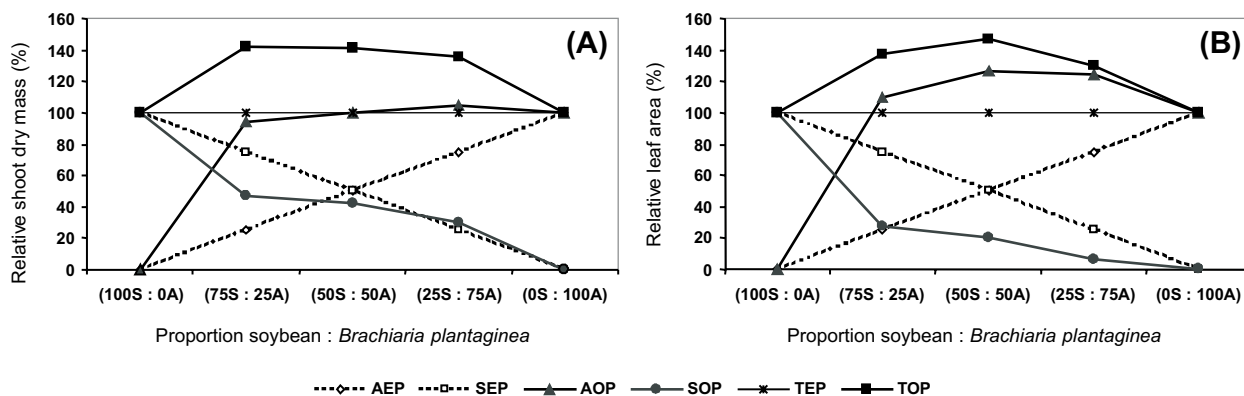 Relative shoot dry mass (%)
160
140
120
100
80
60
40
20
0
(A)
(100S : 0A) (75S : 25A) (50S : 50A) (25S : 75A) (0S : 100A)
Proportion soybean : Brachiaria plantaginea
Relative leaf area (%)
160
140
120
100
80
60
40
20
0
(B)
(100S : 0A) (75S : 25A) (50S : 50A) (25S : 75A) (0S : 100A)
Proportion soybean : Brachiaria plantaginea
AEP SEP AOP SOP TEP TOP